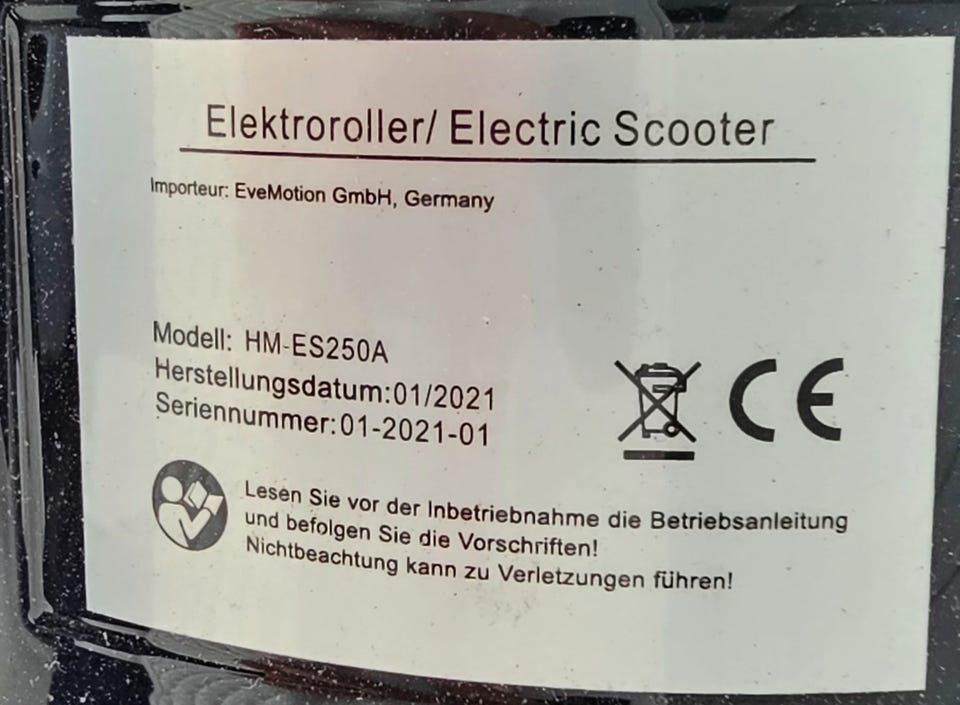 Elektroroller/ Electric Scooter
Importeur: EveMotion GmbH, Germany
Modell: HM-ES250A
Herstellungsdatum:01/2021
Seriennummer:01-2021-01
CE
Lesen Sie vor der Inbetriebnahme die Betriebsanleitung
und befolgen Sie die Vorschriften!
Nichtbeachtung kann zu Verletzungen führen!